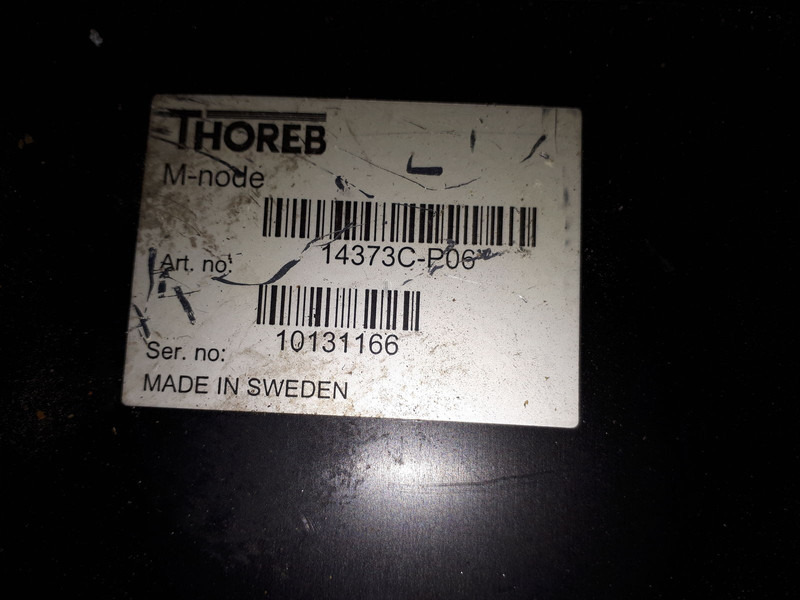 THOREB
M-node
Art. no: 14373C-P06
Ser. no: 10131166
MADE IN SWEDEN